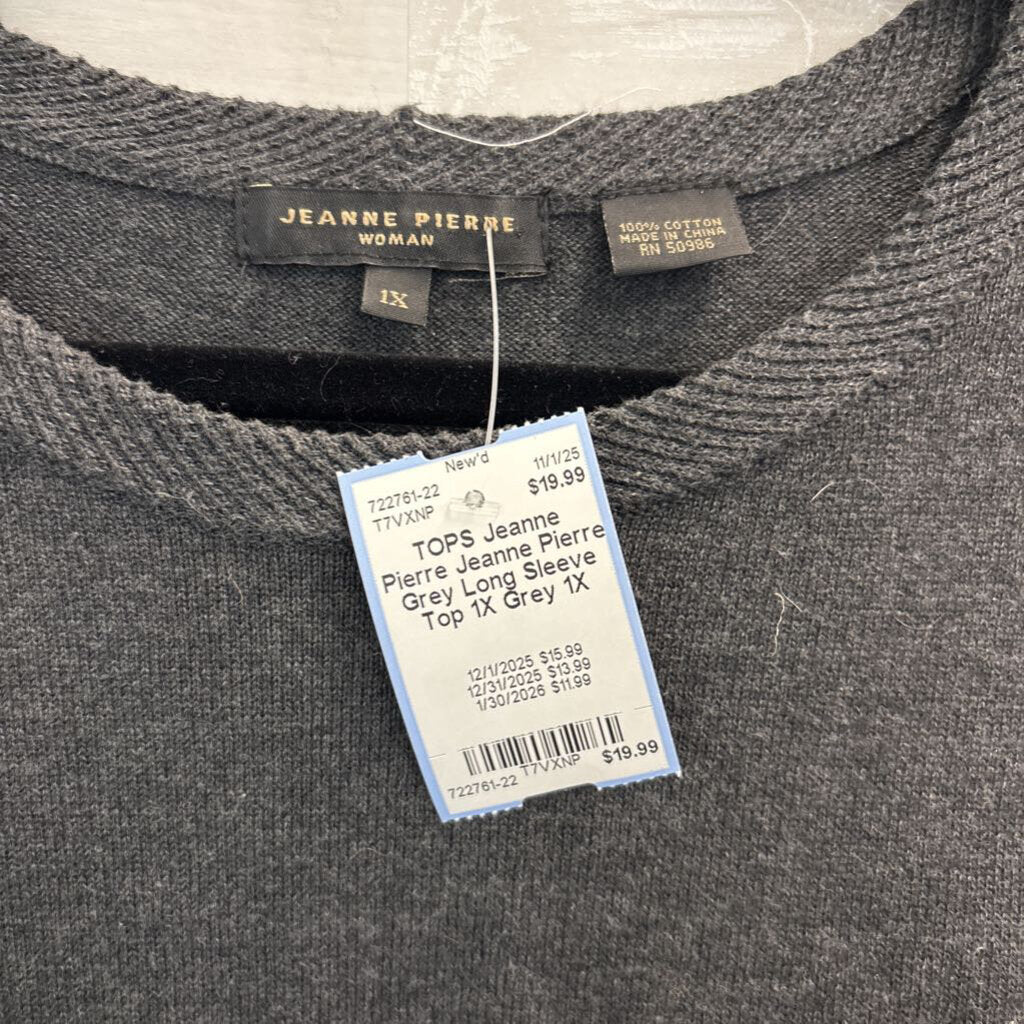 JEANNE PIERRE
WOMAN
1X
100% COTTON
MADE IN CHINA
RN 50986
New'd
11/1/25
722761-22
$19.99
T7VXNP
TOPS Jeanne
Pierre Jeanne Pierre
Grey Long Sleeve
Top 1X Grey 1X
12/1/2025 $15.99
12/31/2025 $13.99
1/30/2026 $11.99
722761-22 T7VXNP $19.99